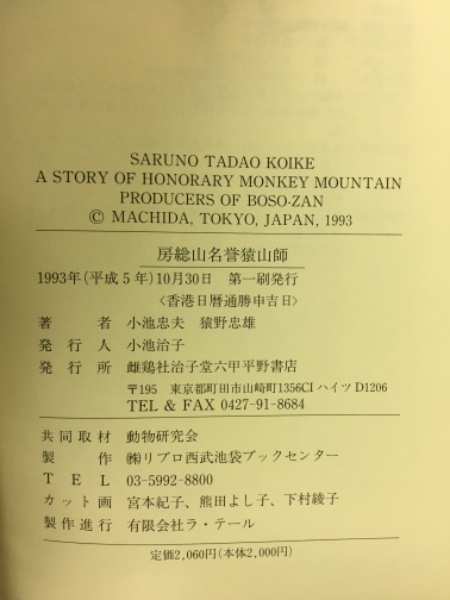 SARUNO TADAO KOIKE
A STORY OF HONORARY MONKEY MOUNTAIN
PRODUCERS OF BOSO-ZAN
© MACHIDA, TOKYO, JAPAN, 1993
房総山名誉猿山師
1993年(平成5年)10月30日 第一刷発行
〈香港日暦通勝申吉日〉
著者 小池忠夫 猿野忠雄
発行人 小池治子
発行所 雌鶏社治子堂六甲平野書店
〒195 東京都町田市山崎町1356CIハイツD1206
TEL & FAX 0427-91-8684
共同取材 動物研究会
製作 ㈱リブロ西武池袋ブックセンター
TEL 03-5992-8800
カット画 宮本紀子、熊田よし子、下村綾子
製作進行 有限会社ラ・テール
定価2,060円(本体2,000円)